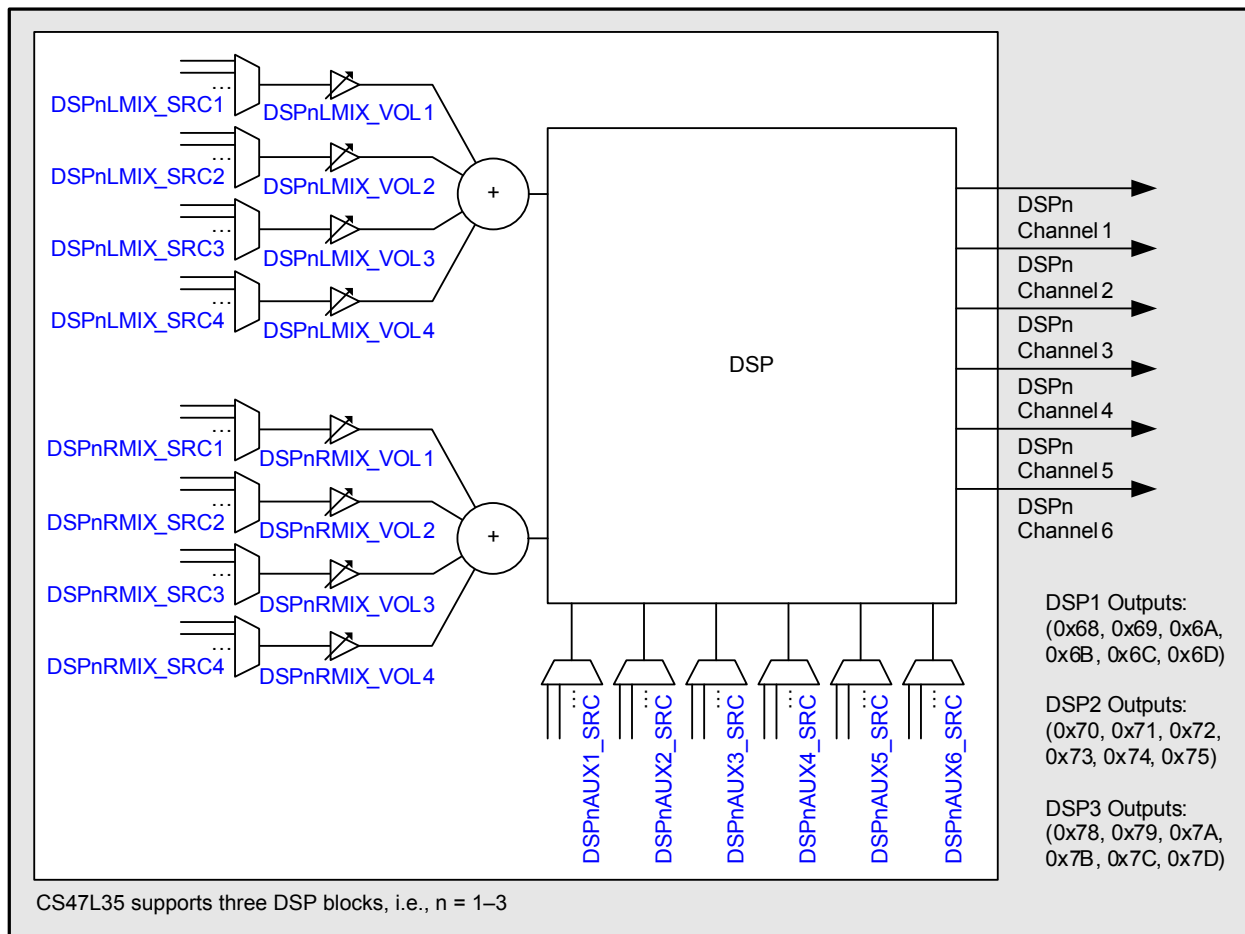 DSPnLMIX_SRC1
DSPnLMIX_VOL1
DSPnLMIX_SRC2
DSPnLMIX_VOL2
DSPnLMIX_SRC3
DSPnLMIX_VOL3
DSPnLMIX_SRC4
DSPnLMIX_VOL4
+
DSPnRMIX_SRC1
DSPnRMIX_VOL1
DSPnRMIX_SRC2
DSPnRMIX_VOL2
DSPnRMIX_SRC3
DSPnRMIX_VOL3
DSPnRMIX_SRC4
DSPnRMIX_VOL4
+
DSP
DSPnAUX1_SRC
DSPnAUX2_SRC
DSPnAUX3_SRC
DSPnAUX4_SRC
DSPnAUX5_SRC
DSPnAUX6_SRC
DSPn
Channel 1
DSPn
Channel 2
DSPn
Channel 3
DSPn
Channel 4
DSPn
Channel 5
DSPn
Channel 6
DSP1 Outputs:
(0x68, 0x69, 0x6A,
0x6B, 0x6C, 0x6D)
DSP2 Outputs:
(0x70, 0x71, 0x72,
0x73, 0x74, 0x75)
DSP3 Outputs:
(0x78, 0x79, 0x7A,
0x7B, 0x7C, 0x7D)
CS47L35 supports three DSP blocks, i.e., n = 1–3